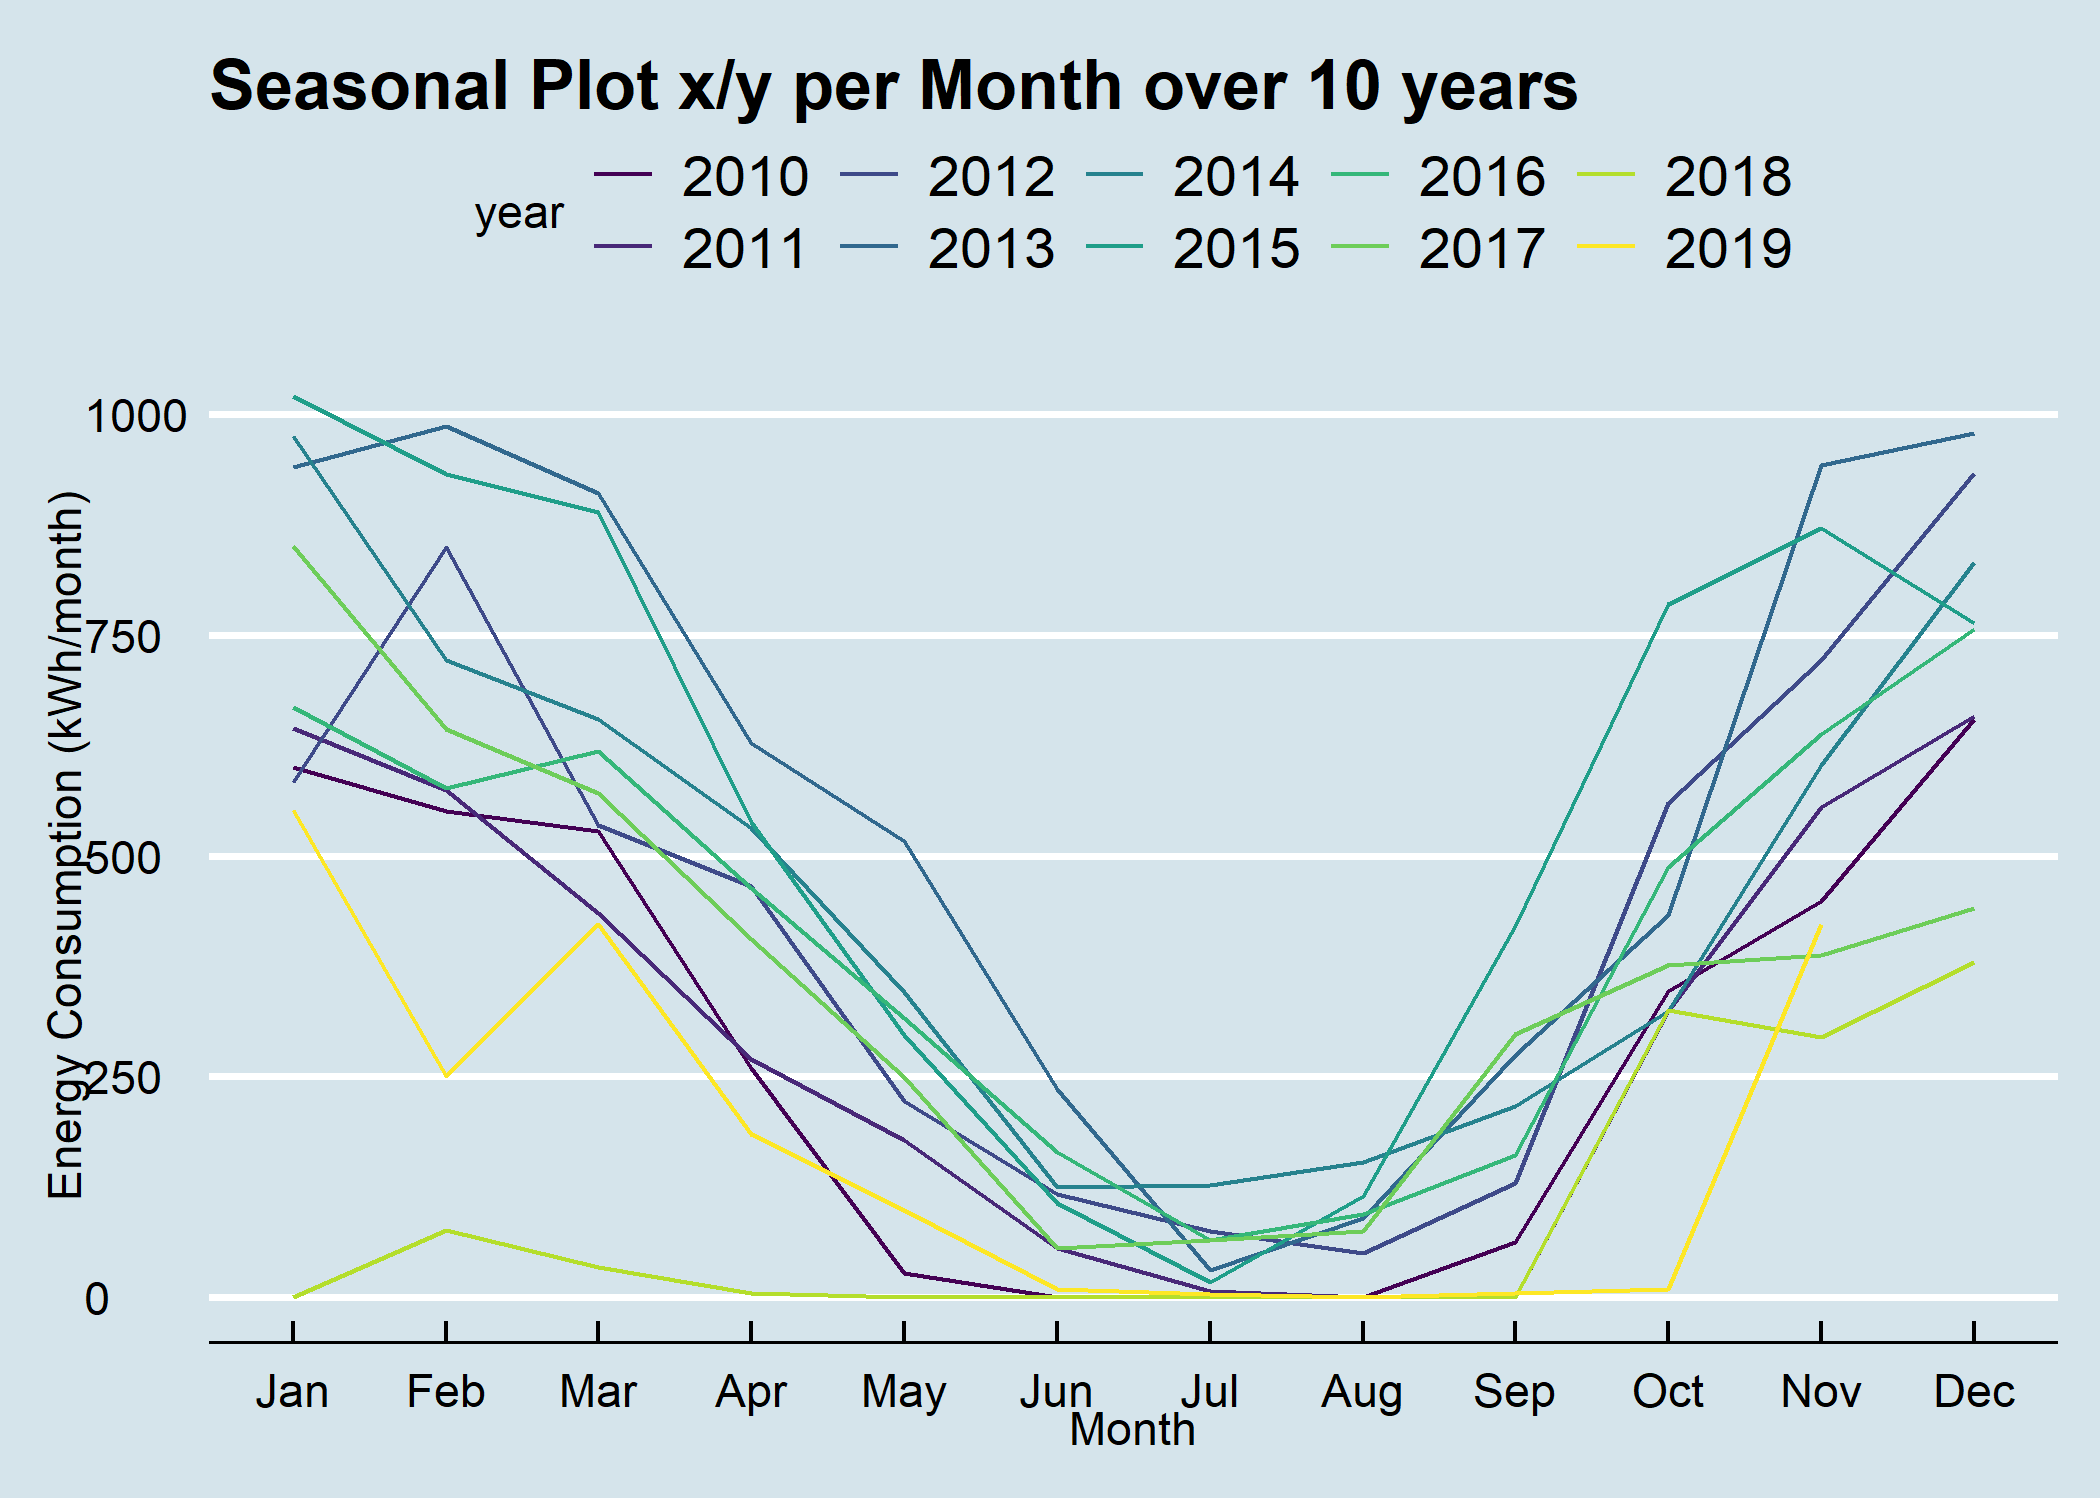 Seasonal Plot x/y per Month over 10 years
year
2010 2012 2014 2016 2018
2011 2013 2015 2017 2019
Energy Consumption (kWh/month)
1000
750
500
250
0
Jan Feb Mar Apr May Jun Jul Aug Sep Oct Nov Dec
Month